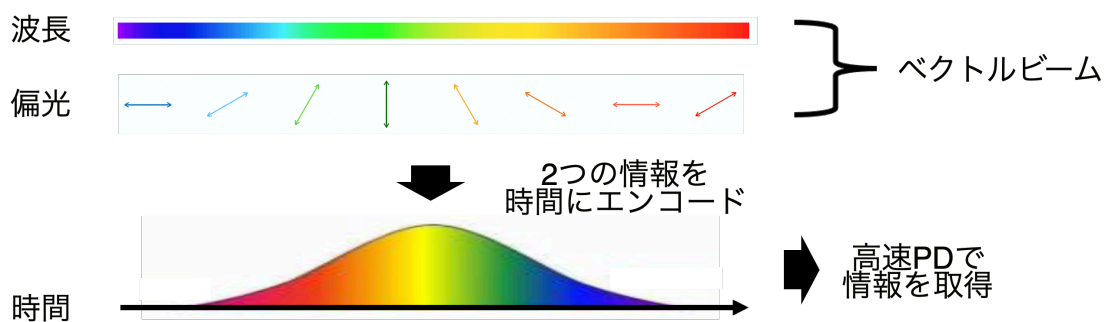 波長
偏光
ベクトルビーム
2つの情報を
時間にエンコード
時間
高速PDで
情報を取得